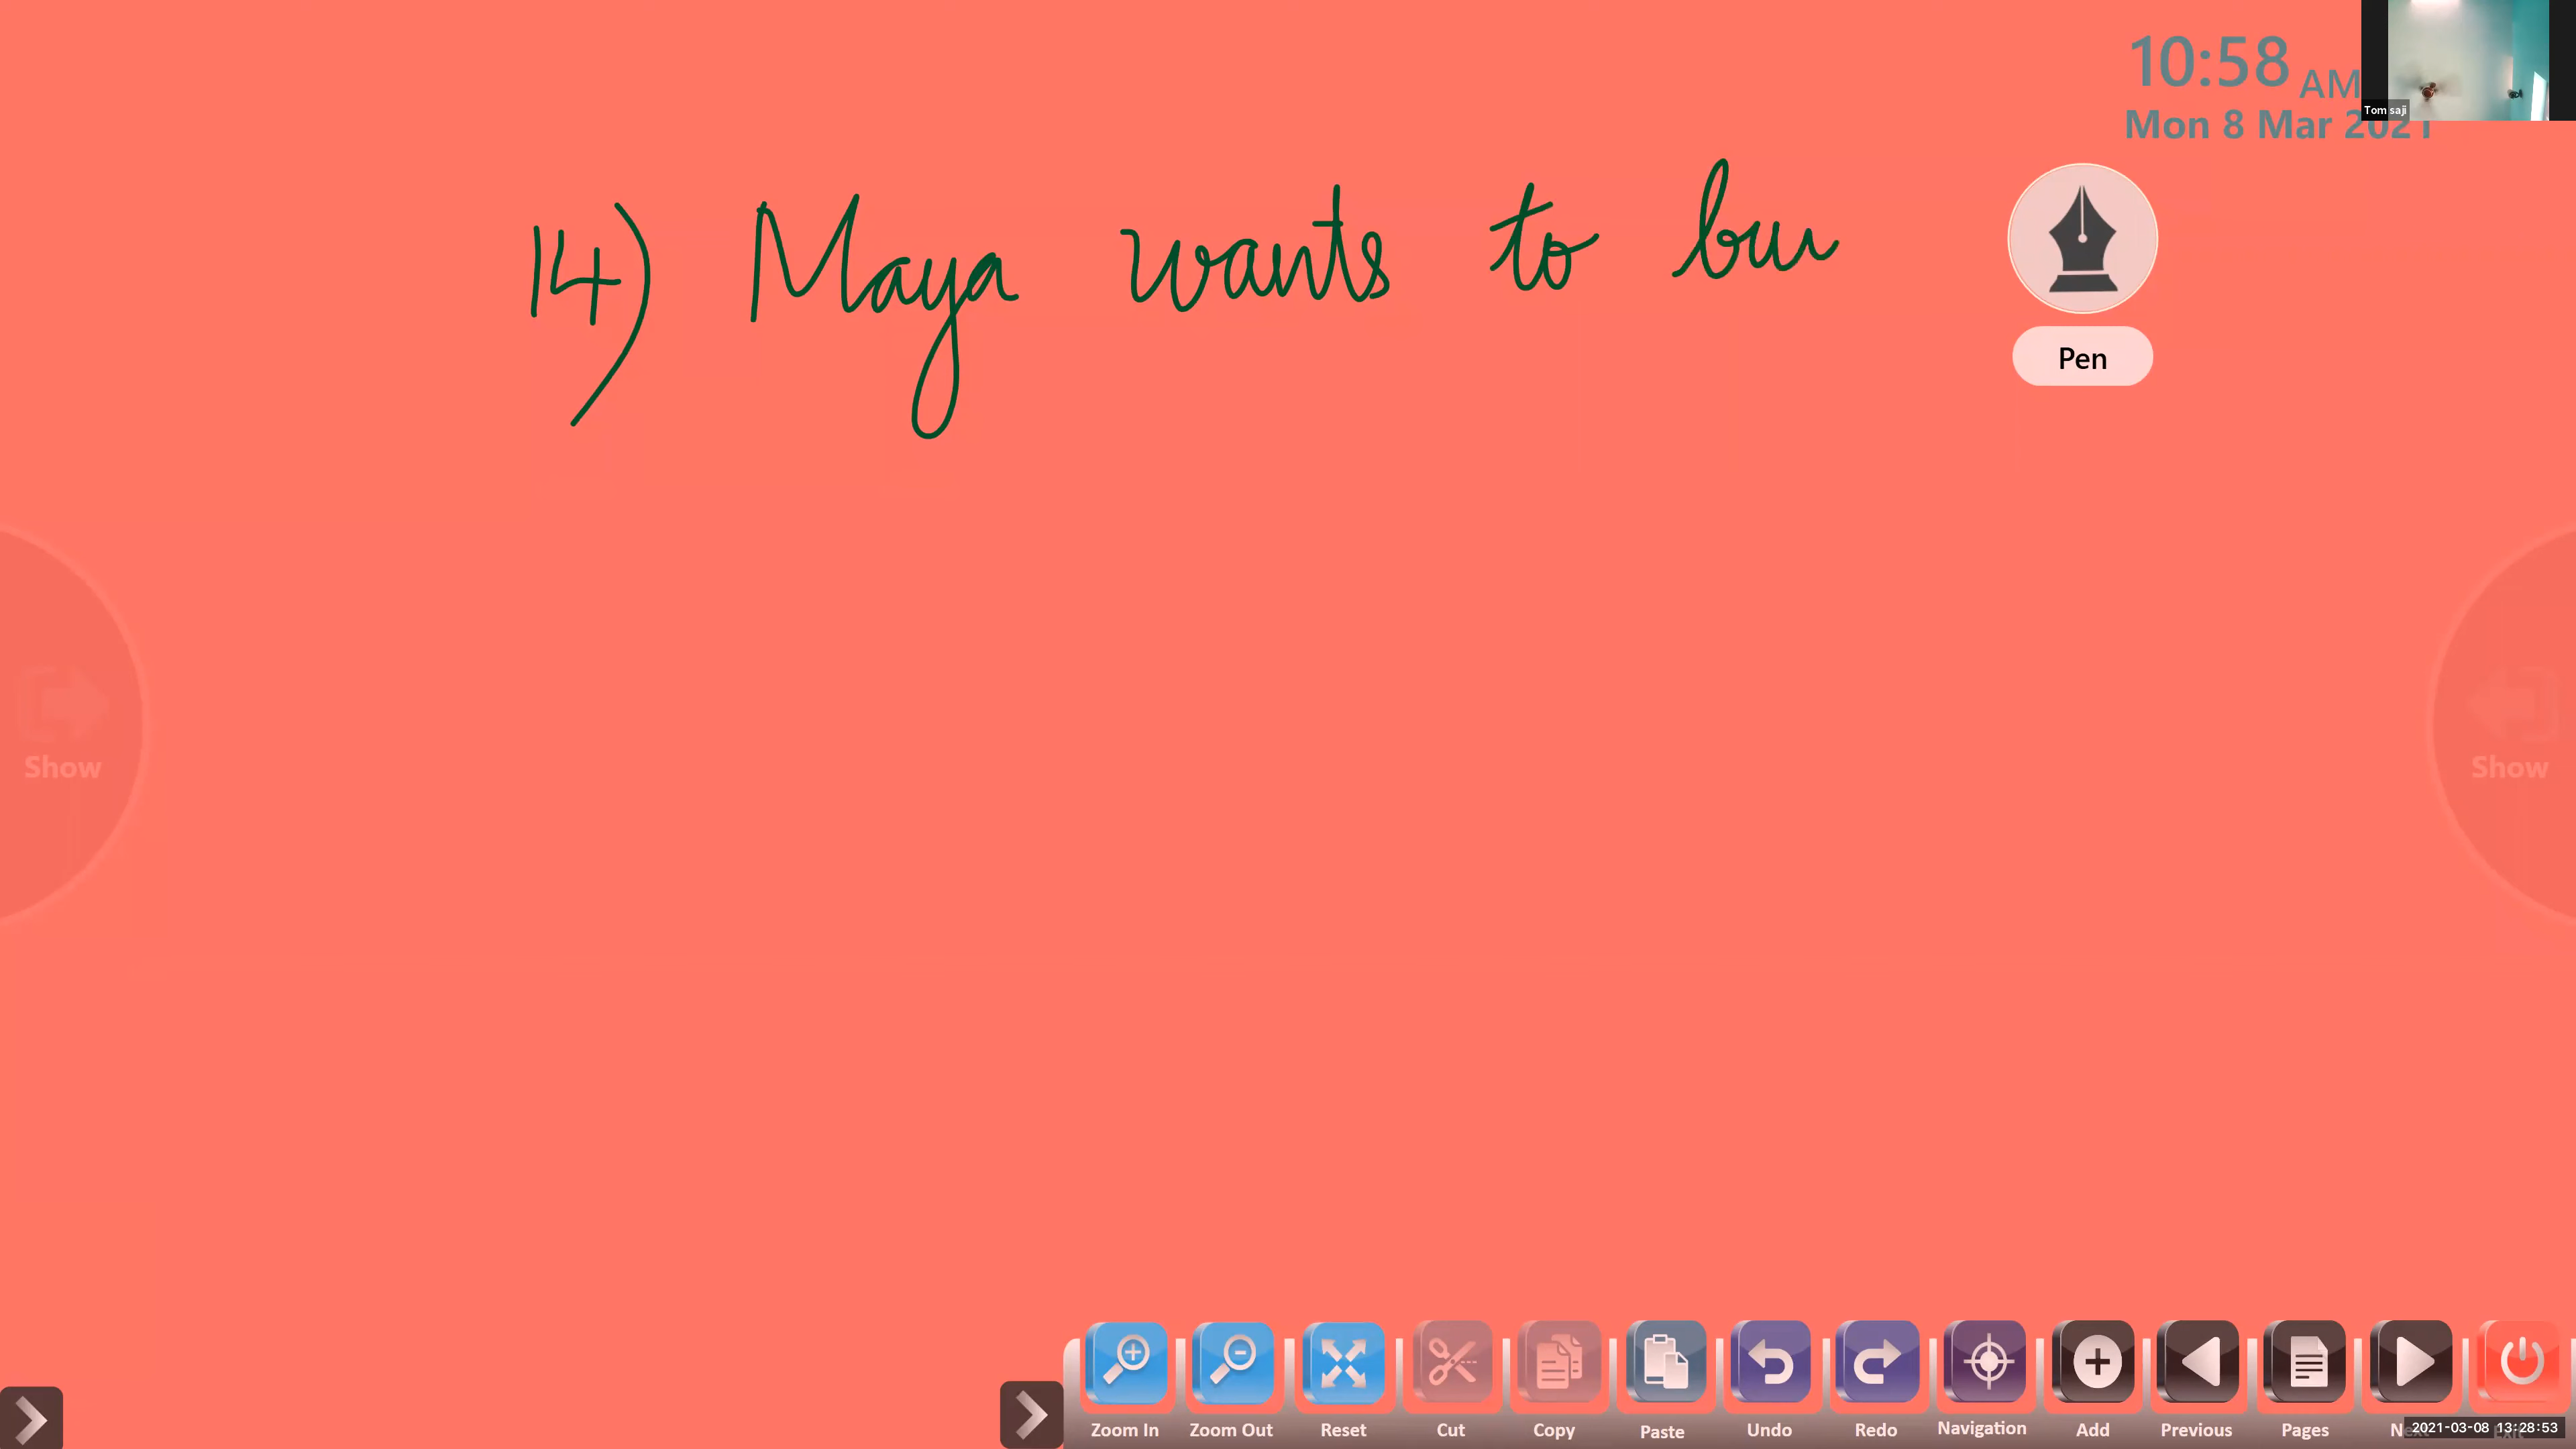 10:58 AM
Tom saji
Mon 8 Mar 2021
14) Maya wants to bu
Pen
Show
Show
Zoom In Zoom Out Reset Cut Copy Paste Undo Redo Navigation Add Previous Pages
2021-03-08 13:28:53